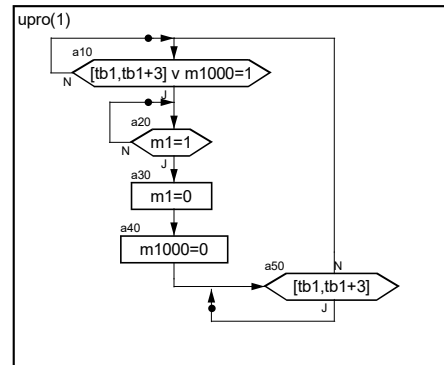 upro(1)
a10
[tb1,tb1+3] v m1000=1
N
J
a20
m1=1
N
J
a30
m1=0
a40
m1000=0
a50
N
[tb1,tb1+3]
J